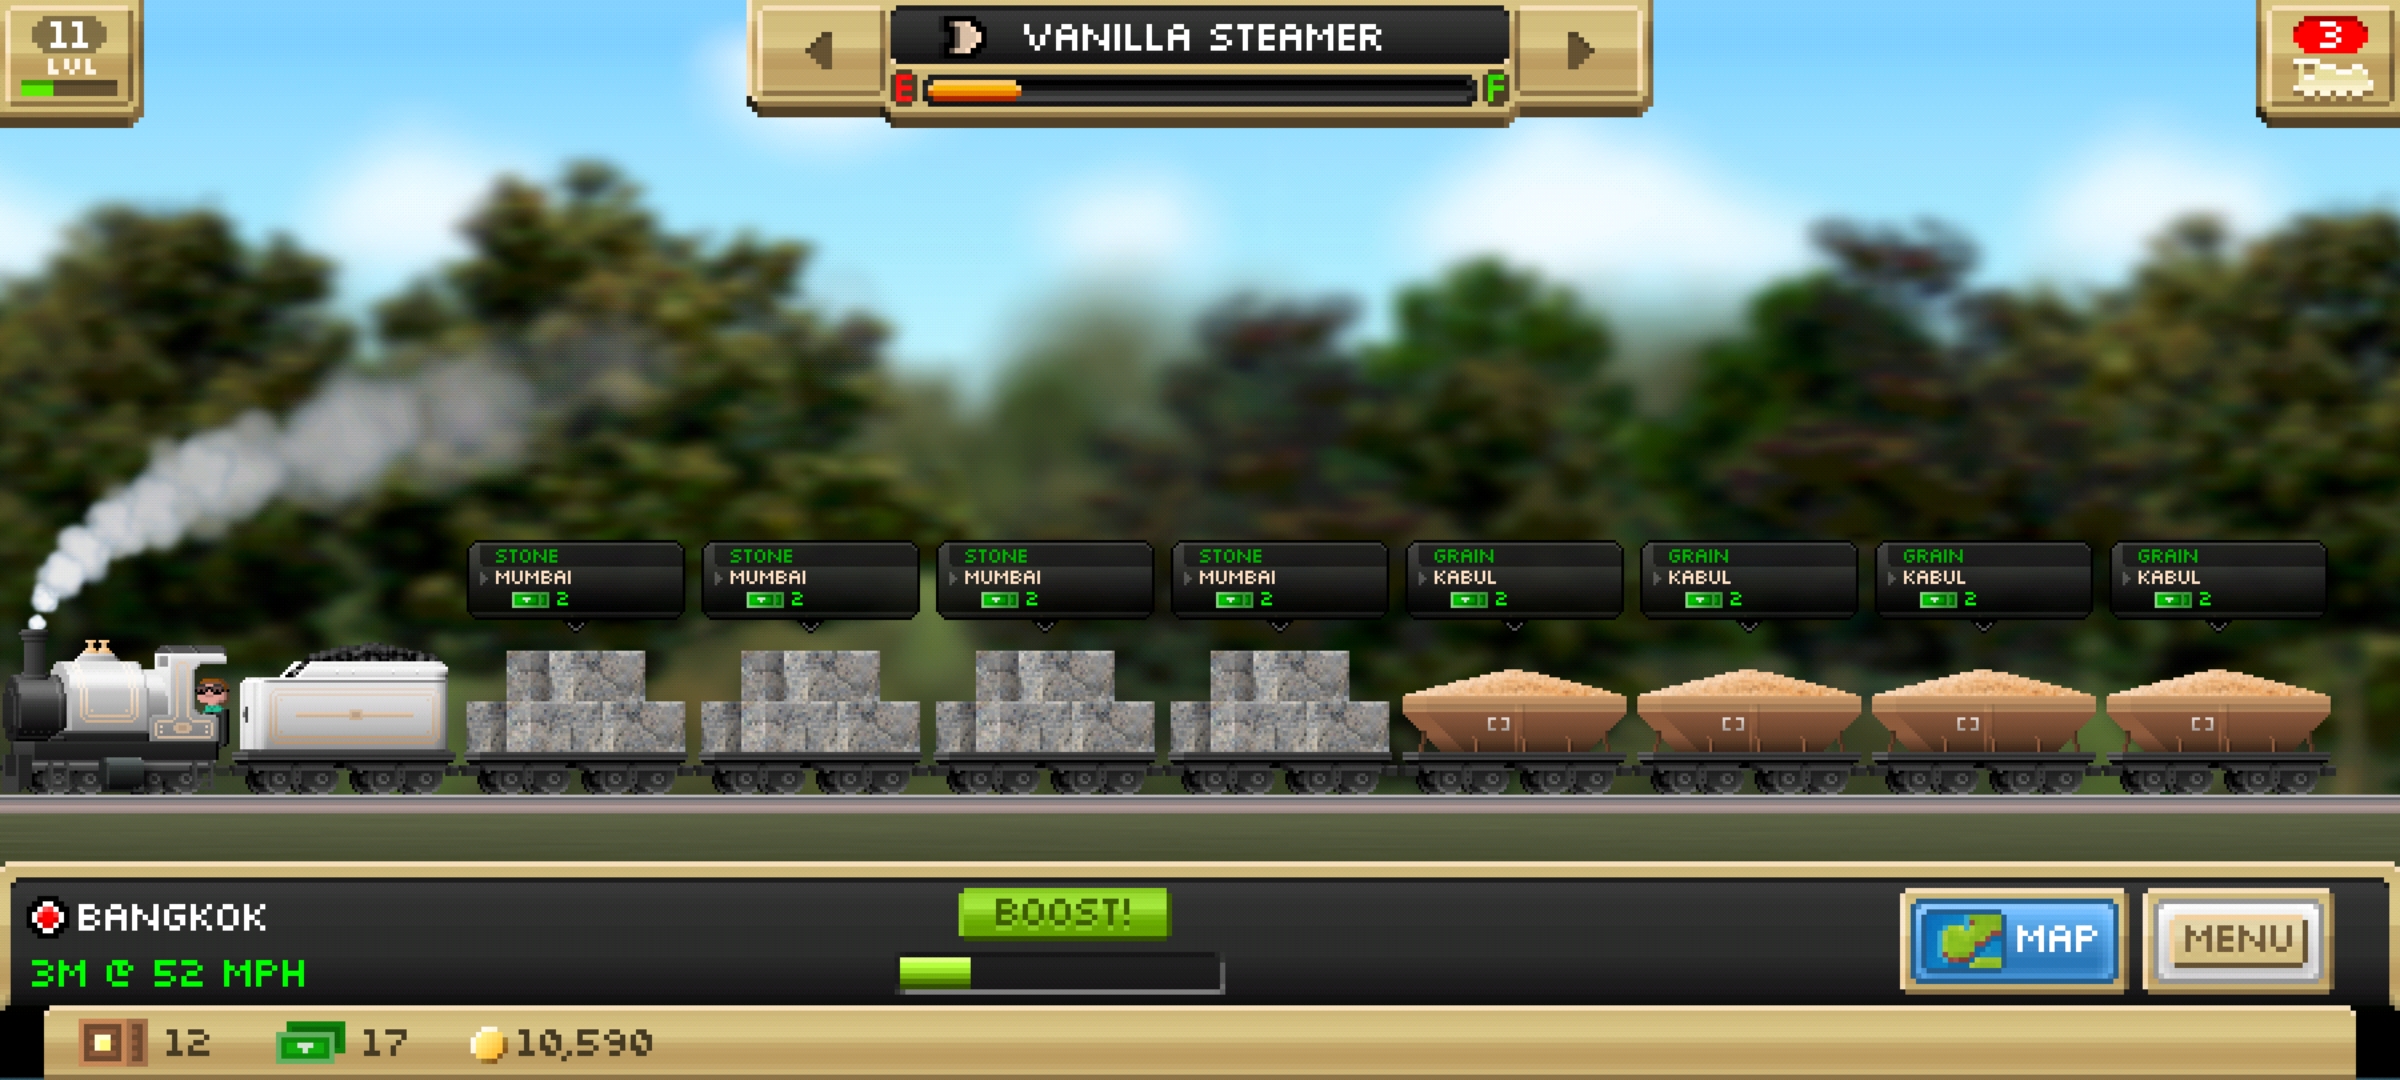 11
LVL
VANILLA STEAMER
E F
3
STONE
MUMBAI
2
STONE
MUMBAI
2
STONE
MUMBAI
2
STONE
MUMBAI
2
GRAIN
KABUL
2
GRAIN
KABUL
2
GRAIN
KABUL
2
GRAIN
KABUL
2
BANGKOK
3M @ 52 MPH
BOOST!
MAP
MENU
12 17 10,590